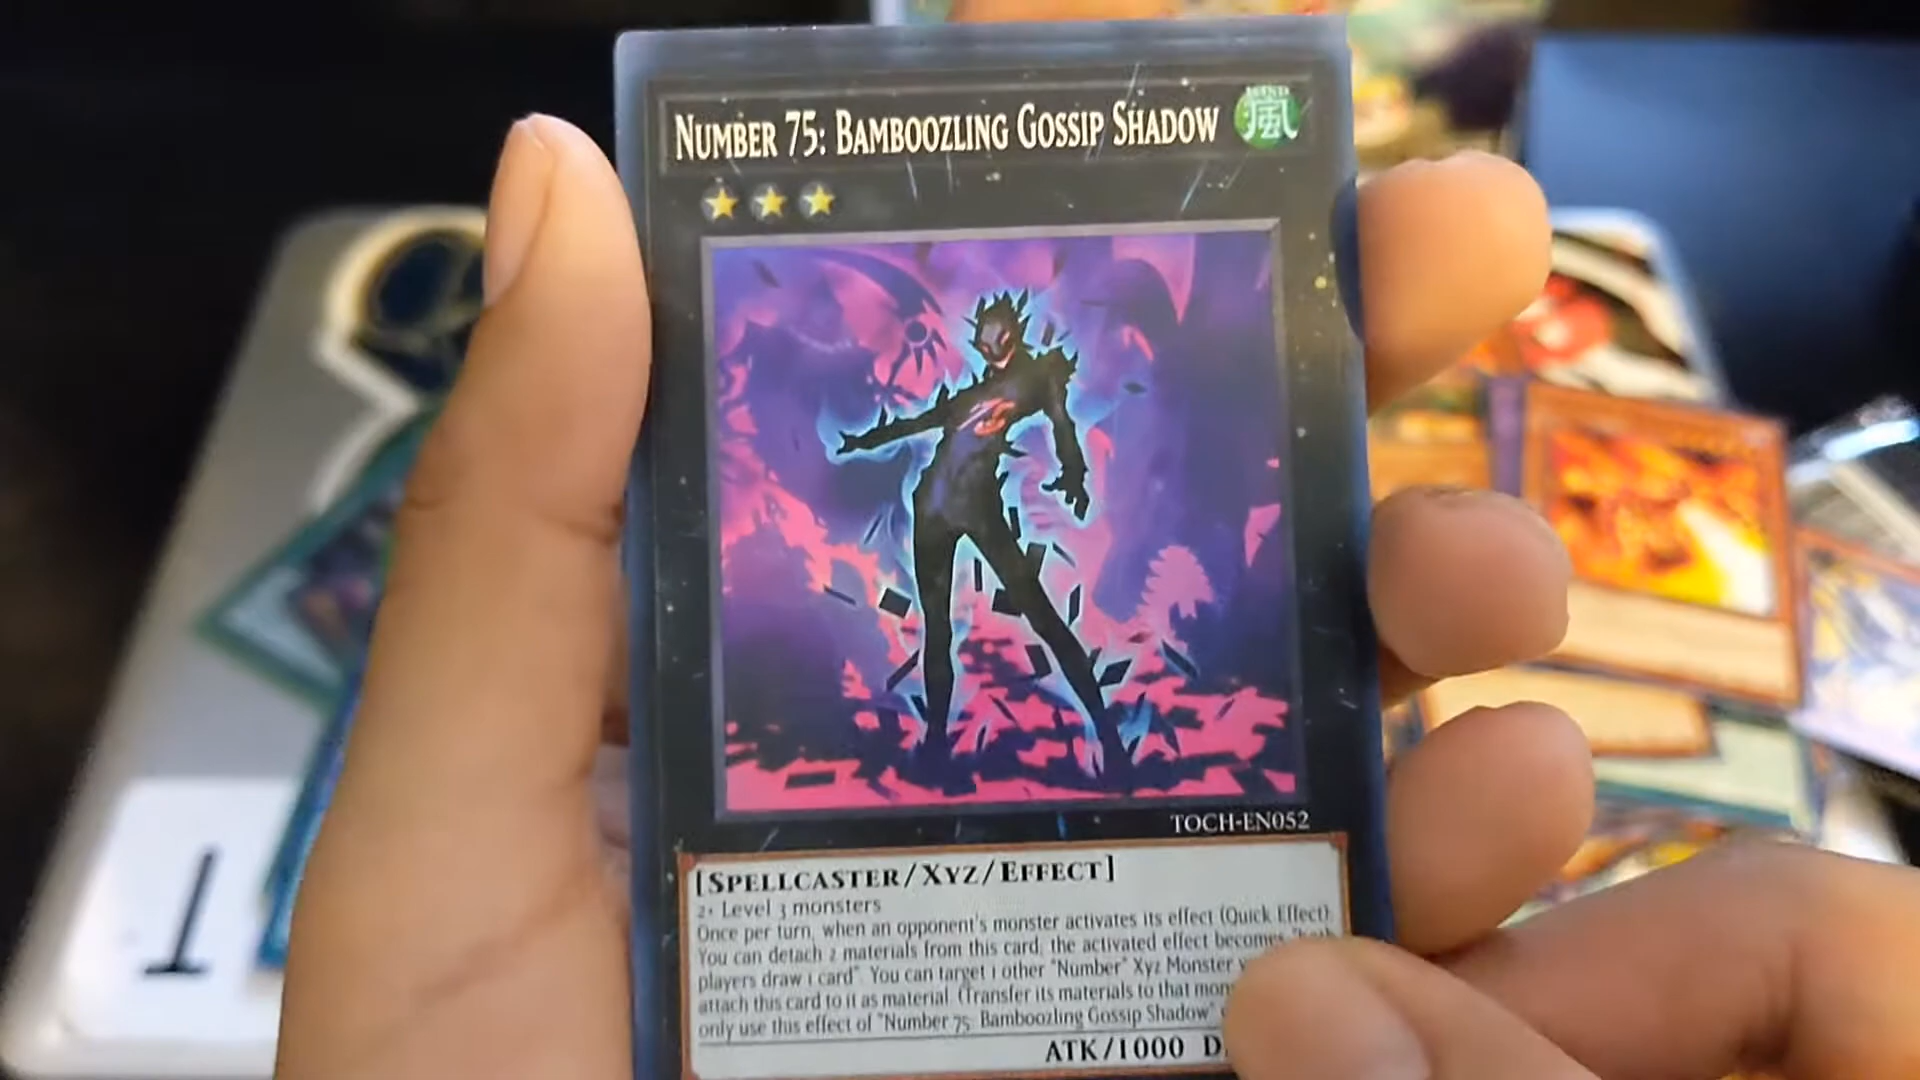 NUMBER 75: BAMBOOZLING GOSSIP SHADOW
WIND
風
TOCH-EN052
[SPELLCASTER/XYZ/EFFECT]
2+ Level 3 monsters
Once per turn, when an opponent's monster activates its effect (Quick Effect):
You can detach 2 materials from this card; the activated effect becomes "both
players draw 1 card". You can target 1 other "Number" Xyz Monster
attach this card to it as material. (Transfer its materials to that
only use this effect of "Number 75: Bamboozling Gossip Shadow"
ATK/1000
1